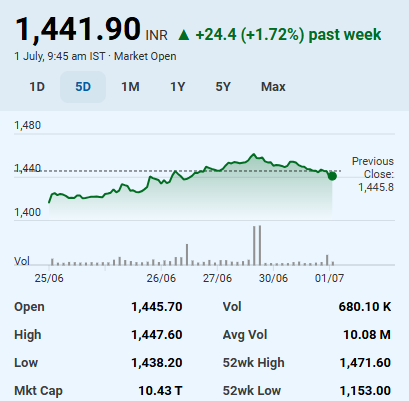 1,441.90 INR ▲ +24.4 (+1.72%) past week
1 July, 9:45 am IST · Market Open
1D 5D 1M 1Y 5Y Max
1,480
1,440
1,400
Previous
Close:
1,445.8
Vol
25/06 26/06 27/06 30/06 01/07
Open 1,445.70 Vol 680.10 K
High 1,447.60 Avg Vol 10.08 M
Low 1,438.20 52wk High 1,471.60
Mkt Cap 10.43 T 52wk Low 1,153.00